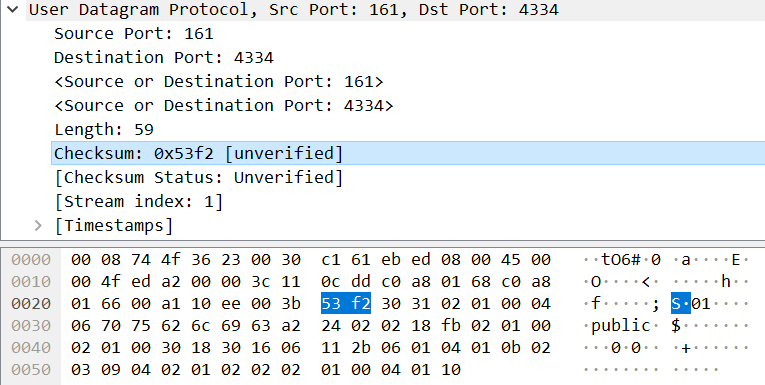 User Datagram Protocol, Src Port: 161, Dst Port: 4334
Source Port: 161
Destination Port: 4334
<Source or Destination Port: 161>
<Source or Destination Port: 4334>
Length: 59
Checksum: 0x53f2 [unverified]
[Checksum Status: Unverified]
[Stream index: 1]
[Timestamps]
0000 00 08 74 4f 36 23 00 30 c1 61 eb ed 08 00 45 00 ··tO6#·0 ·a····E·
0010 00 4f ed a2 00 00 3c 11 0c dd c0 a8 01 68 c0 a8 ·O····<· ·····h··
0020 01 66 00 a1 10 ee 00 3b 53 f2 30 31 02 01 00 04 ·f·····; S·01····
0030 06 70 75 62 6c 69 63 a2 24 02 02 18 fb 02 01 00 ·public· $·······
0040 02 01 00 30 18 30 16 06 11 2b 06 01 04 01 0b 02 ···0·0·· ·+······
0050 03 09 04 02 01 02 02 02 01 00 04 01 10 ········ ·····